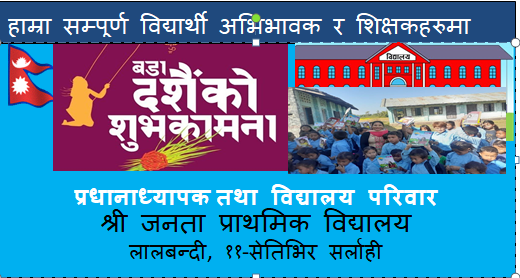 हाम्रा सम्पूर्ण विद्यार्थी अभिभावक र शिक्षकहरुमा
विद्यालय
बडा
दशैंको
शुभकामना
प्रधानाध्यापक तथा विद्यालय परिवार
श्री जनता प्राथमिक विद्यालय
लालबन्दी, ११-सेतिभिर सर्लाही